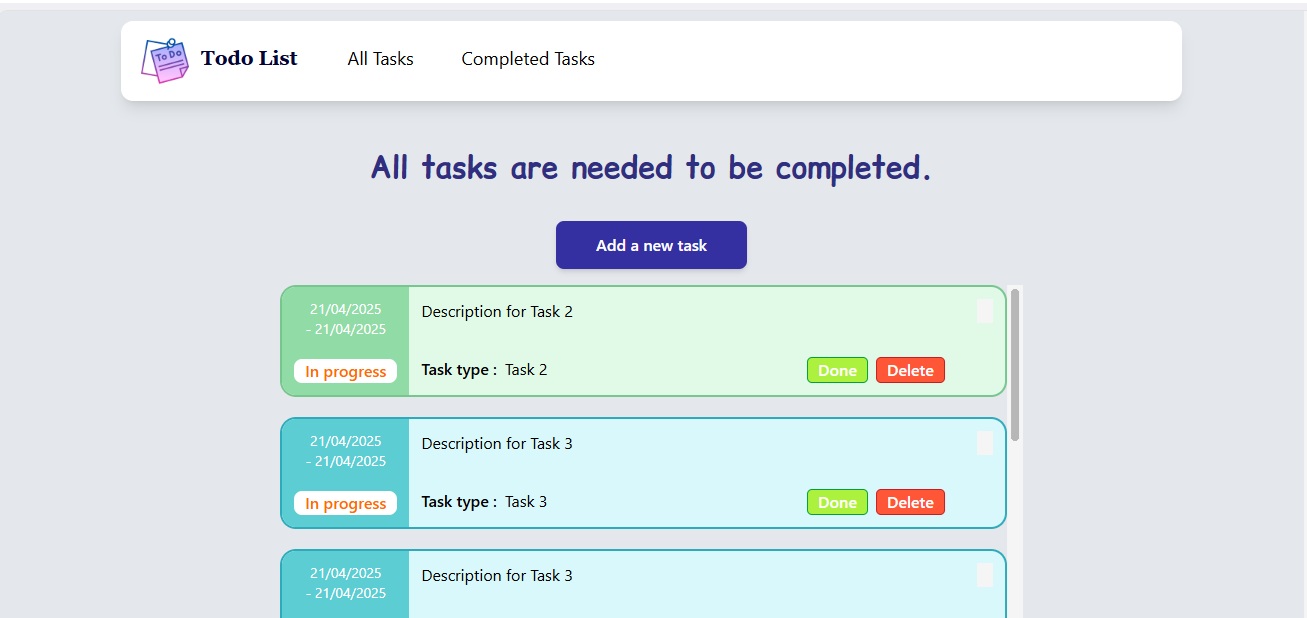 To Do
Todo List
All Tasks
Completed Tasks
All tasks are needed to be completed.
Add a new task
21/04/2025
- 21/04/2025
In progress
Description for Task 2
Task type : Task 2
Done
Delete
21/04/2025
- 21/04/2025
In progress
Description for Task 3
Task type : Task 3
Done
Delete
21/04/2025
- 21/04/2025
Description for Task 3